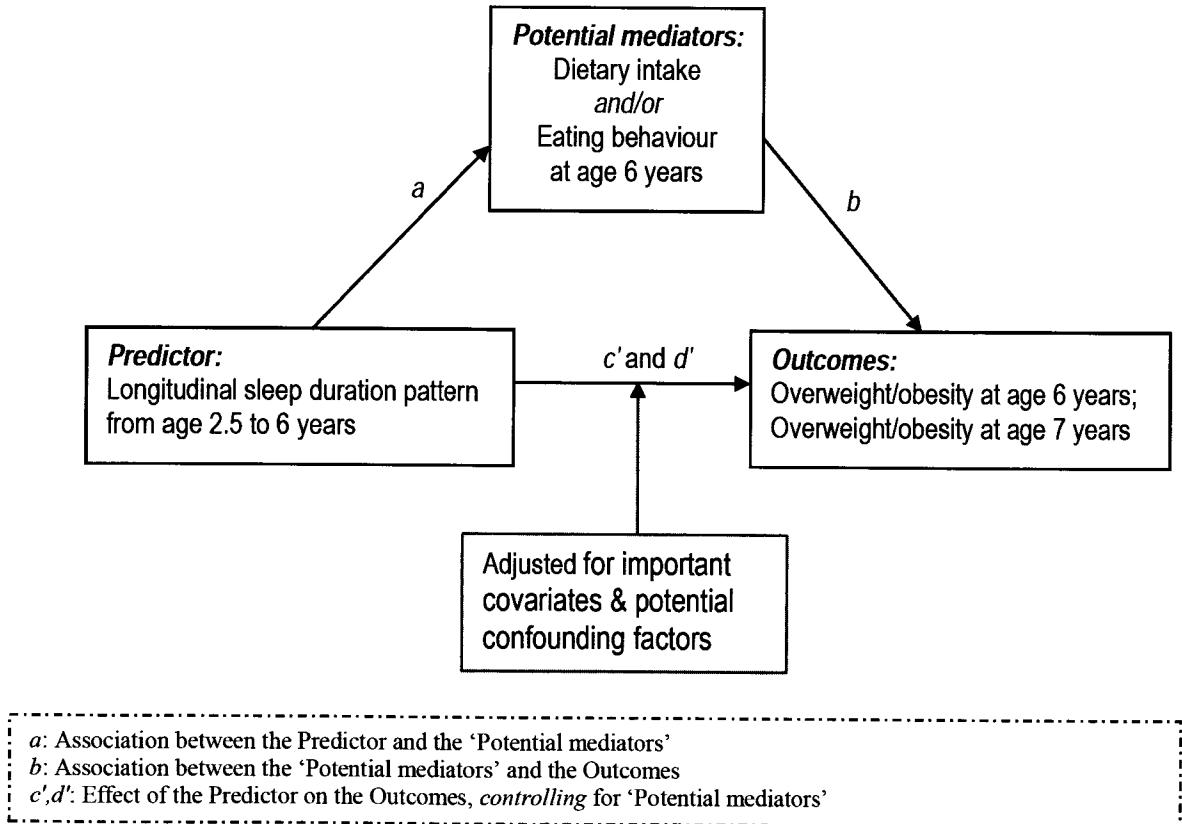 Potential mediators:
Dietary intake
and/or
Eating behaviour
at age 6 years
a
b
Predictor:
Longitudinal sleep duration pattern
from age 2.5 to 6 years
c' and d'
Outcomes:
Overweight/obesity at age 6 years;
Overweight/obesity at age 7 years
Adjusted for important
covariates & potential
confounding factors
a: Association between the Predictor and the ‘Potential mediators’
b: Association between the ‘Potential mediators’ and the Outcomes
c',d': Effect of the Predictor on the Outcomes, controlling for ‘Potential mediators’